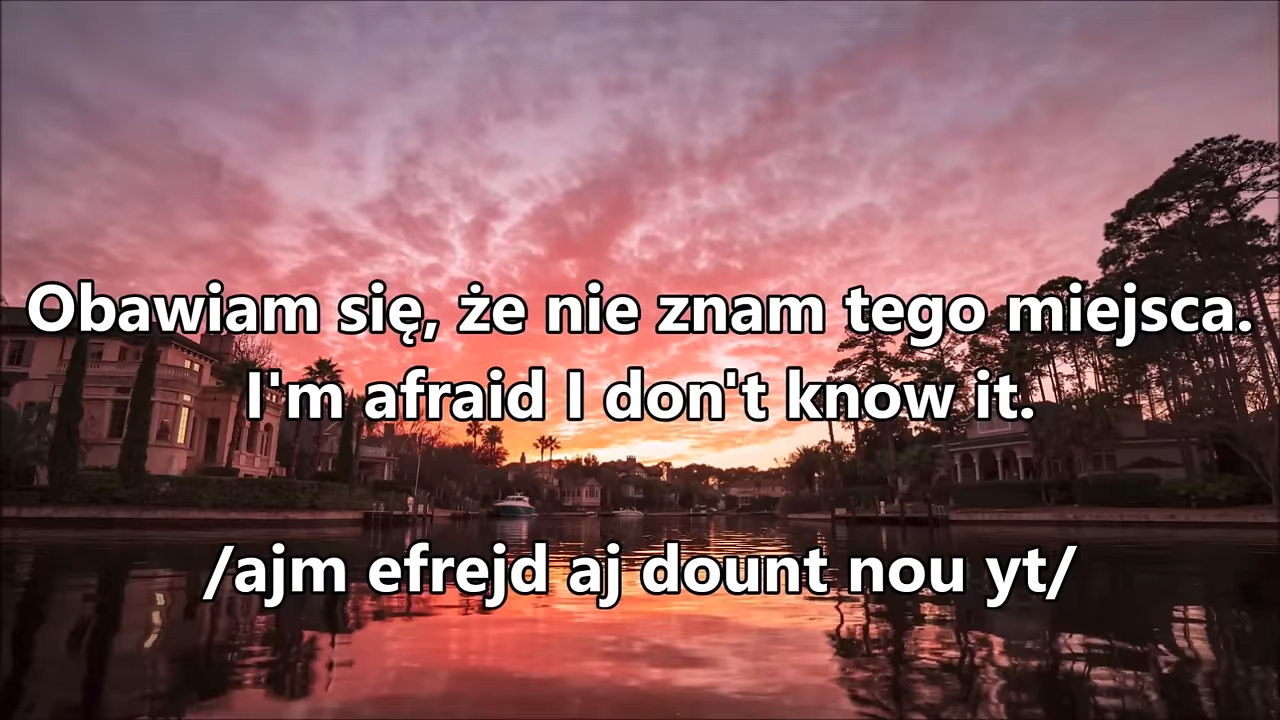 Obawiam się, że nie znam tego miejsca.
I'm afraid I don't know it.
/ajm efrejd aj dount nou yt/